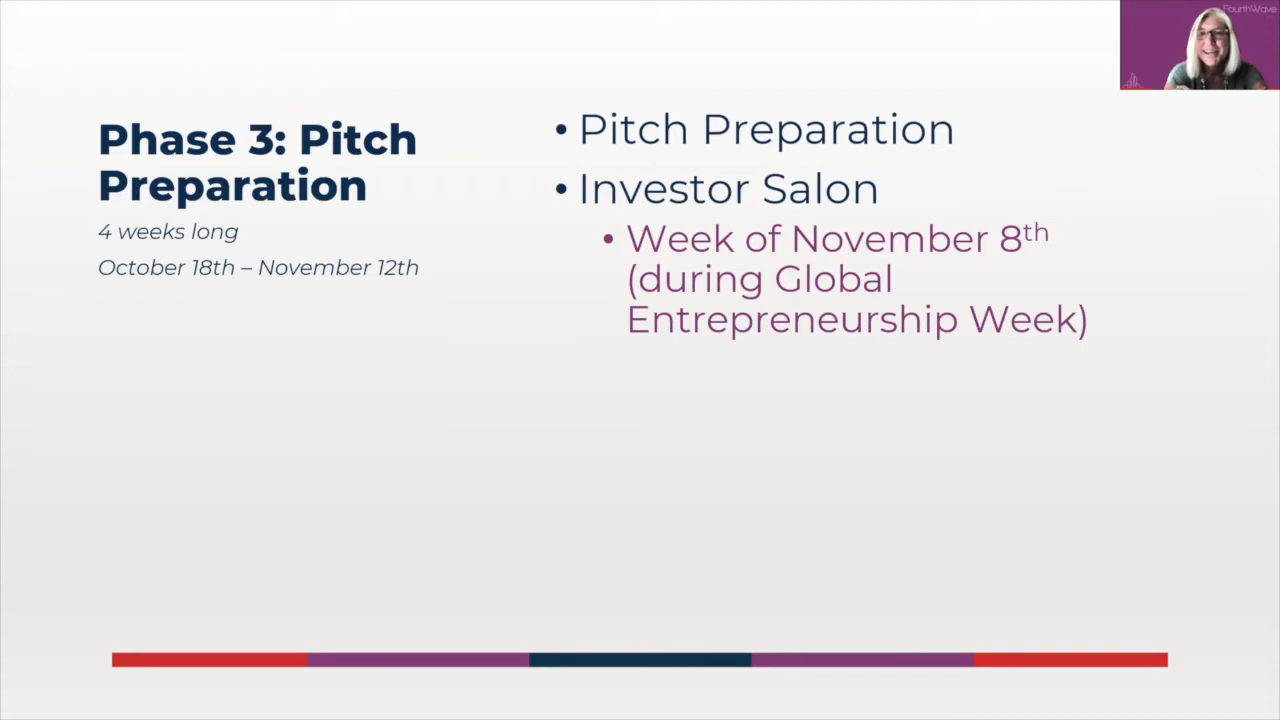 FourthWave
Phase 3: Pitch
Preparation
4 weeks long
October 18th – November 12th
• Pitch Preparation
• Investor Salon
• Week of November 8th
(during Global
Entrepreneurship Week)